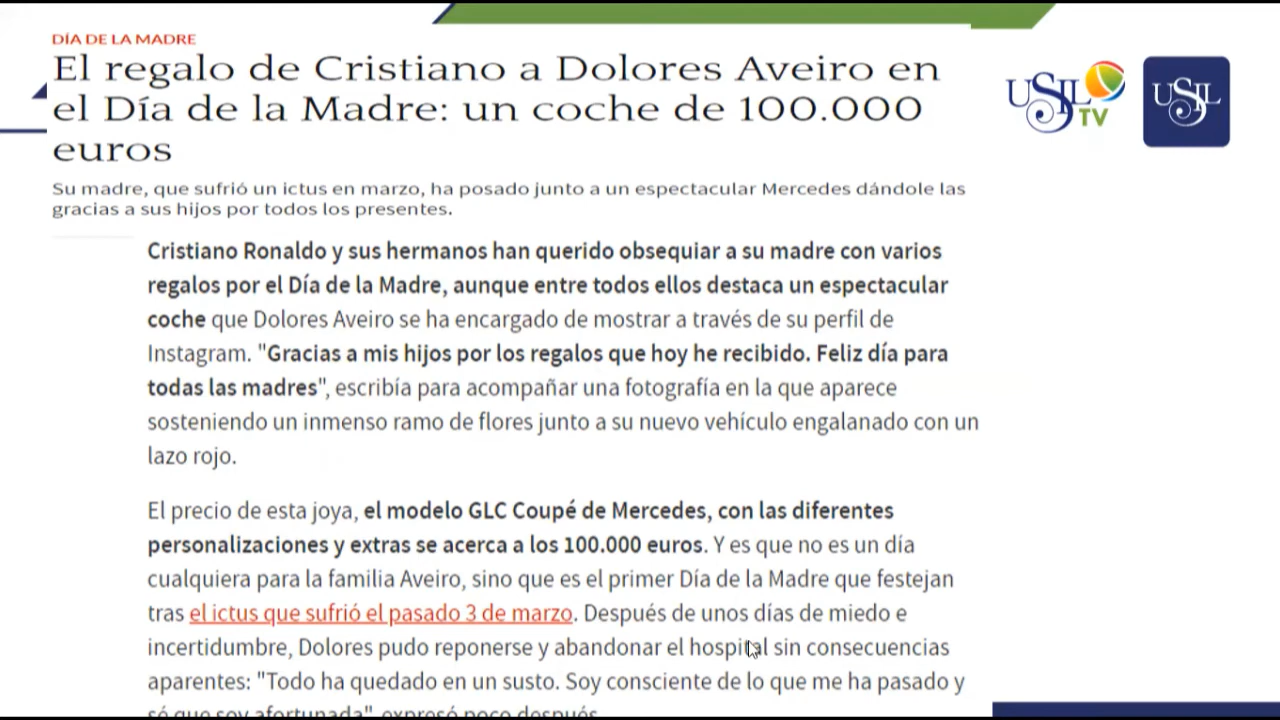 DÍA DE LA MADRE
El regalo de Cristiano a Dolores Aveiro en
el Día de la Madre: un coche de 100.000
euros
Su madre, que sufrió un ictus en marzo, ha posado junto a un espectacular Mercedes dándole las
gracias a sus hijos por todos los presentes.
USIL
TV
USIL
Cristiano Ronaldo y sus hermanos han querido obsequiar a su madre con varios
regalos por el Día de la Madre, aunque entre todos ellos destaca un espectacular
coche que Dolores Aveiro se ha encargado de mostrar a través de su perfil de
Instagram. "Gracias a mis hijos por los regalos que hoy he recibido. Feliz día para
todas las madres", escribía para acompañar una fotografía en la que aparece
sosteniendo un inmenso ramo de flores junto a su nuevo vehículo engalanado con un
lazo rojo.
El precio de esta joya, el modelo GLC Coupé de Mercedes, con las diferentes
personalizaciones y extras se acerca a los 100.000 euros. Y es que no es un día
cualquiera para la familia Aveiro, sino que es el primer Día de la Madre que festejan
tras el ictus que sufrió el pasado 3 de marzo. Después de unos días de miedo e
incertidumbre, Dolores pudo reponerse y abandonar el hospital sin consecuencias
aparentes: "Todo ha quedado en un susto. Soy consciente de lo que me ha pasado y
sé que soy afortunada", expresó poco después.